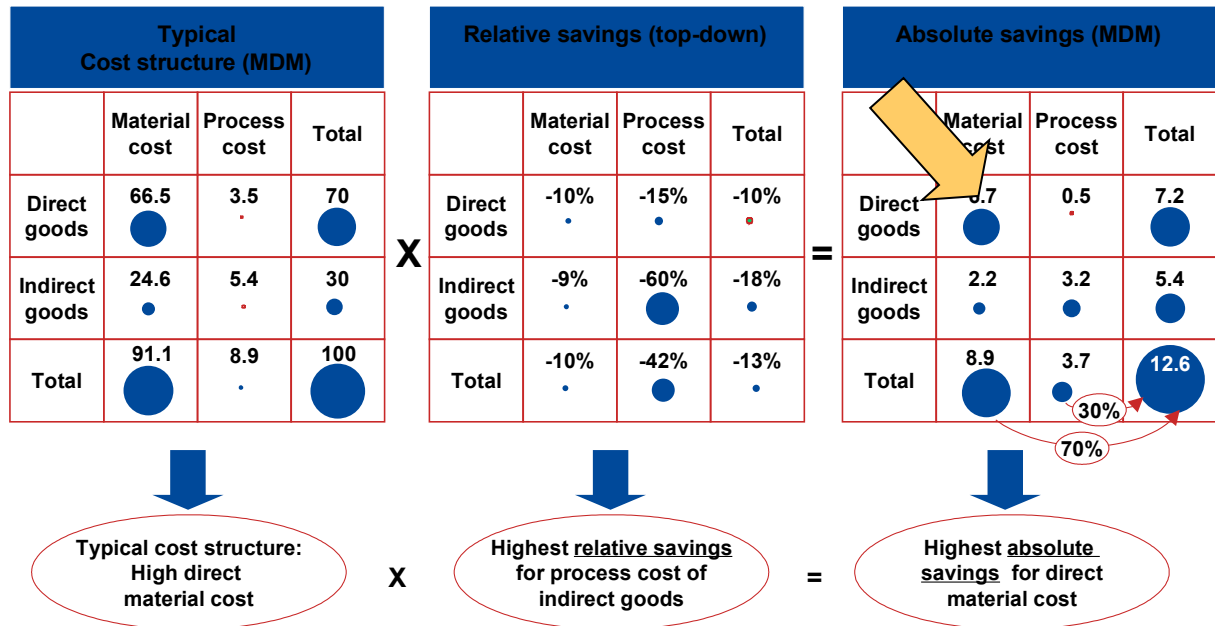 Typical
Cost structure (MDM)
Relative savings (top-down)
Absolute savings (MDM)
Material cost
Process cost
Total
Direct goods
66.5
3.5
70
Indirect goods
24.6
5.4
30
Total
91.1
8.9
100
X
Material cost
Process cost
Total
Direct goods
-10%
-15%
-10%
Indirect goods
-9%
-60%
-18%
Total
-10%
-42%
-13%
=
Material cost
Process cost
Total
Direct goods
0.5
7.2
Indirect goods
2.2
3.2
5.4
Total
8.9
3.7
12.6
30%
70%
Typical cost structure:
High direct
material cost
X
Highest relative savings
for process cost of
indirect goods
=
Highest absolute
savings for direct
material cost